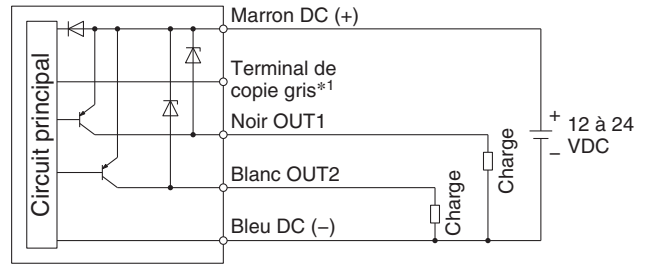 Marron DC (+)
Terminal de
copie gris*1
Noir OUT1
Blanc OUT2
Bleu DC (−)
Circuit principal
Charge
Charge
+
12 à 24
VDC
−